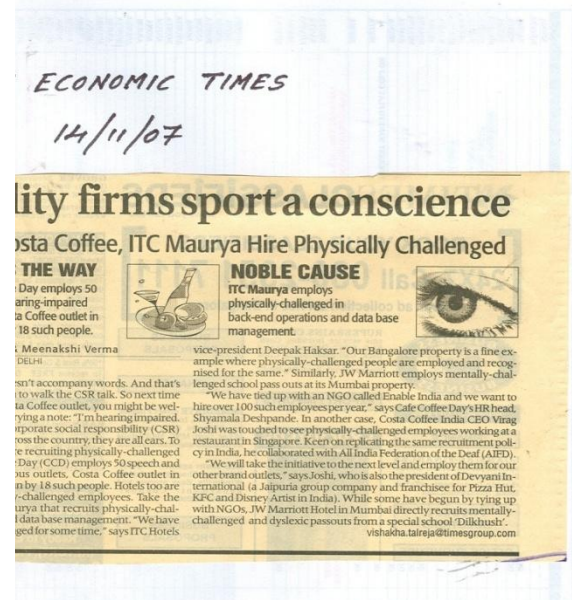 ECONOMIC TIMES
14/11/07
lity firms sport a conscience
osta Coffee, ITC Maurya Hire Physically Challenged
THE WAY
Day employs 50
aring-impaired
ta Coffee outlet in
18 such people.
NOBLE CAUSE
ITC Maurya employs
physically-challenged in
back-end operations and data base
management.
& Meenakshi Verma
DELHI
esn't accompany words. And that's
n to walk the CSR talk. So next time
ta Coffee outlet, you might be wel-
rying a note: "I'm hearing impaired.
orporate social responsibility (CSR)
ross the country, they are all ears. To
e recruiting physically-challenged
Day (CCD) employs 50 speech and
ous outlets, Costa Coffee outlet in
n by 18 such people. Hotels too are
y-challenged employees. Take the
urya that recruits physically-chal-
l data base management. "We have
ged for some time," says ITC Hotels
vice-president Deepak Haksar. "Our Bangalore property is a fine ex-
ample where physically-challenged people are employed and recog-
nised for the same." Similarly, JW Marriott employs mentally-chal-
lenged school pass outs at its Mumbai property.
"We have tied up with an NGO called Enable India and we want to
hire over 100 such employees per year," says Cafe Coffee Day's HR head,
Shyamala Deshpande. In another case, Costa Coffee India CEO Virag
Joshi was touched to see physically-challenged employees working at a
restaurant in Singapore. Keen on replicating the same recruitment poli-
cy in India, he collaborated with All India Federation of the Deaf (AIFD).
"We will take the initiative to the next level and employ them for our
other brand outlets," says Joshi, who is also the president of Devyani In-
ternational (a Jaipuria group company and franchisee for Pizza Hut,
KFC and Disney Artist in India). While some have begun by tying up
with NGOs, JW Marriott Hotel in Mumbai directly recruits mentally-
challenged and dyslexic passouts from a special school 'Dilkhush'.
vishakha.talreja@timesgroup.com